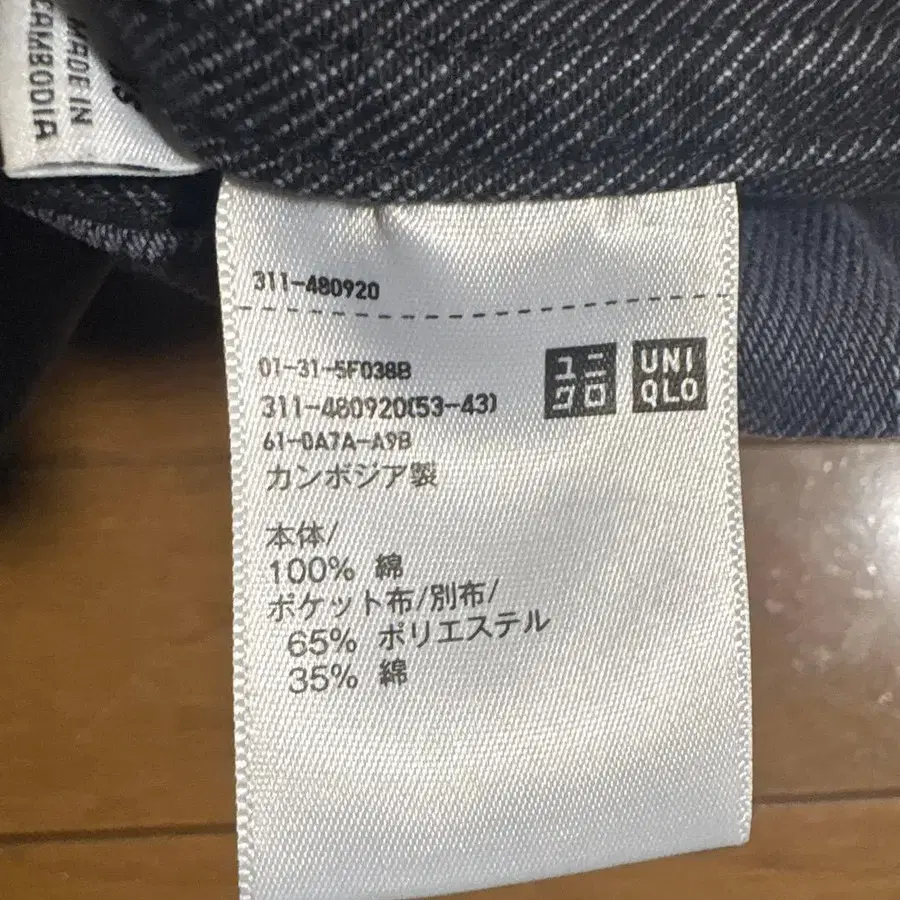 MADE IN
CAMBODIA
311-480920
01-31-5F038B
311-480920(53-43)
61-0A7A-A9B
カンボジア製
ユニ
クロ
UNI
QLO
本体/
100% 綿
ポケット布/別布/
65% ポリエステル
35% 綿